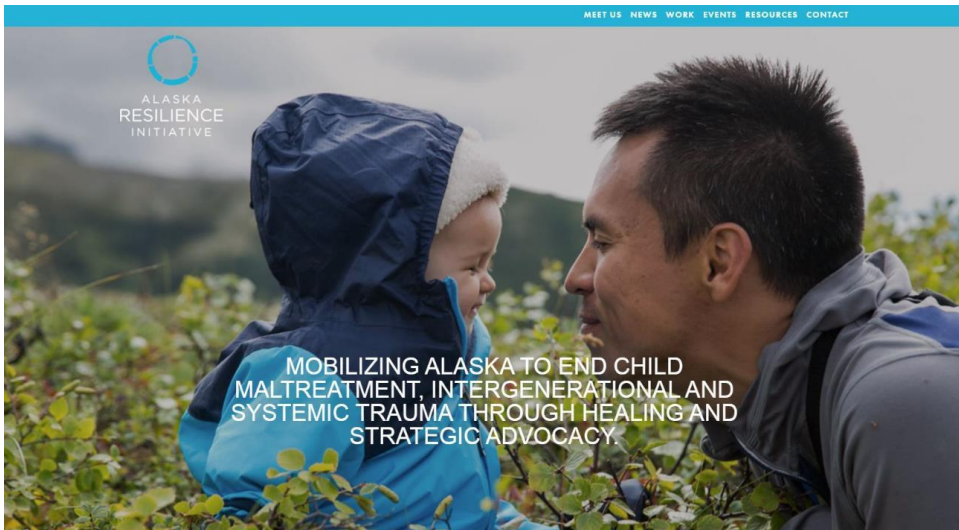 MEET US NEWS WORK EVENTS RESOURCES CONTACT
ALASKA
RESILIENCE
INITIATIVE
MOBILIZING ALASKA TO END CHILD
MALTREATMENT, INTERGENERATIONAL AND
SYSTEMIC TRAUMA THROUGH HEALING AND
STRATEGIC ADVOCACY.